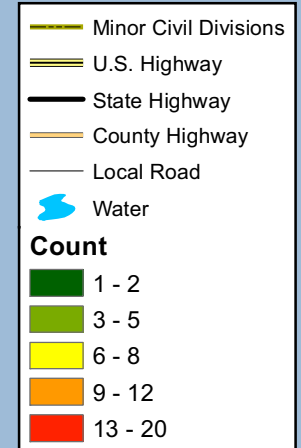 Minor Civil Divisions
U.S. Highway
State Highway
County Highway
Local Road
Water
Count
1 - 2
3 - 5
6 - 8
9 - 12
13 - 20